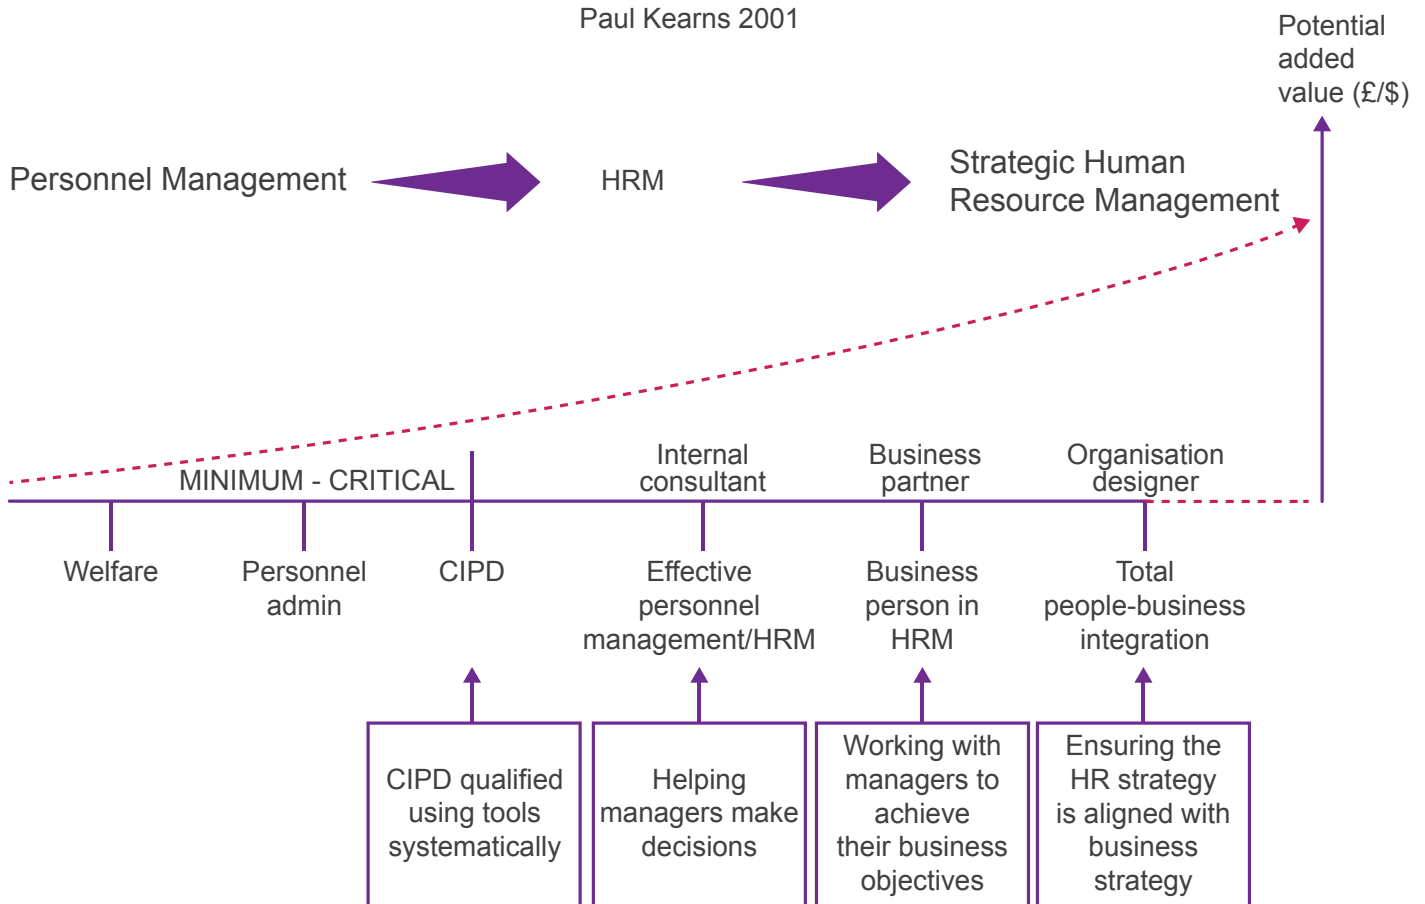 Paul Kearns 2001
Potential
added
value (£/$)
Personnel Management
HRM
Strategic Human
Resource Management
MINIMUM - CRITICAL
Internal
consultant
Business
partner
Organisation
designer
Welfare
Personnel
admin
CIPD
Effective
personnel
management/HRM
Business
person in
HRM
Total
people-business
integration
CIPD qualified
using tools
systematically
Helping
managers make
decisions
Working with
managers to
achieve
their business
objectives
Ensuring the
HR strategy
is aligned with
business
strategy